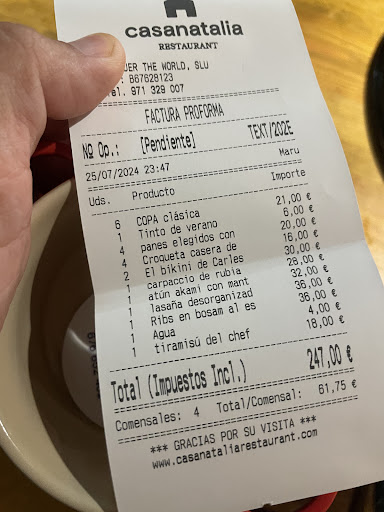 casanatalia
RESTAURANT
DER THE WORLD, SLU
: B67628123
Tel. 971 329 007
FACTURA PROFORMA
Nº Op.: [Pendiente] TEXT/202E
25/07/2024 23:47 Maru
Uds. Producto Importe
6 COPA clásica 21,00 €
1 Tinto de verano 6,00 €
4 panes elegidos con 20,00 €
4 Croqueta casera de 16,00 €
2 El bikini de Carles 30,00 €
1 carpaccio de rubia 28,00 €
1 atún akami con mant 32,00 €
1 lasaña desorganizad 36,00 €
1 Ribs en bosam al es 36,00 €
1 Agua 4,00 €
1 tiramisú del chef 18,00 €
Total (Impuestos Incl.) 247,00 €
Comensales: 4 Total/Comensal: 61,75 €
*** GRACIAS POR SU VISITA ***
www.casanataliarestaurant.com